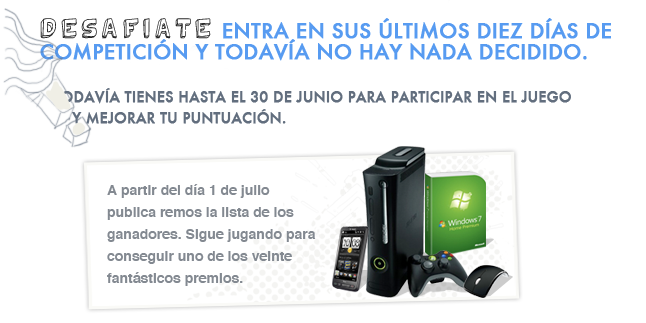 DESAFIATE ENTRA EN SUS ÚLTIMOS DIEZ DÍAS DE
COMPETICIÓN Y TODAVÍA NO HAY NADA DECIDIDO.
ODAVÍA TIENES HASTA EL 30 DE JUNIO PARA PARTICIPAR EN EL JUEGO
Y MEJORAR TU PUNTUACIÓN.
A partir del día 1 de julio
publica remos la lista de los
ganadores. Sigue jugando para
conseguir uno de los veinte
fantásticos premios.
Windows 7
Home Premium